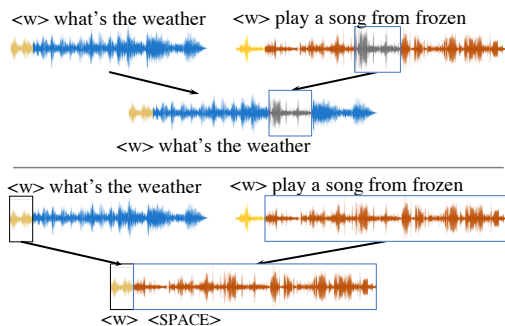 <w> what's the weather
<w> play a song from frozen
<w> what's the weather
<w> what's the weather
<w> play a song from frozen
<w> <SPACE>